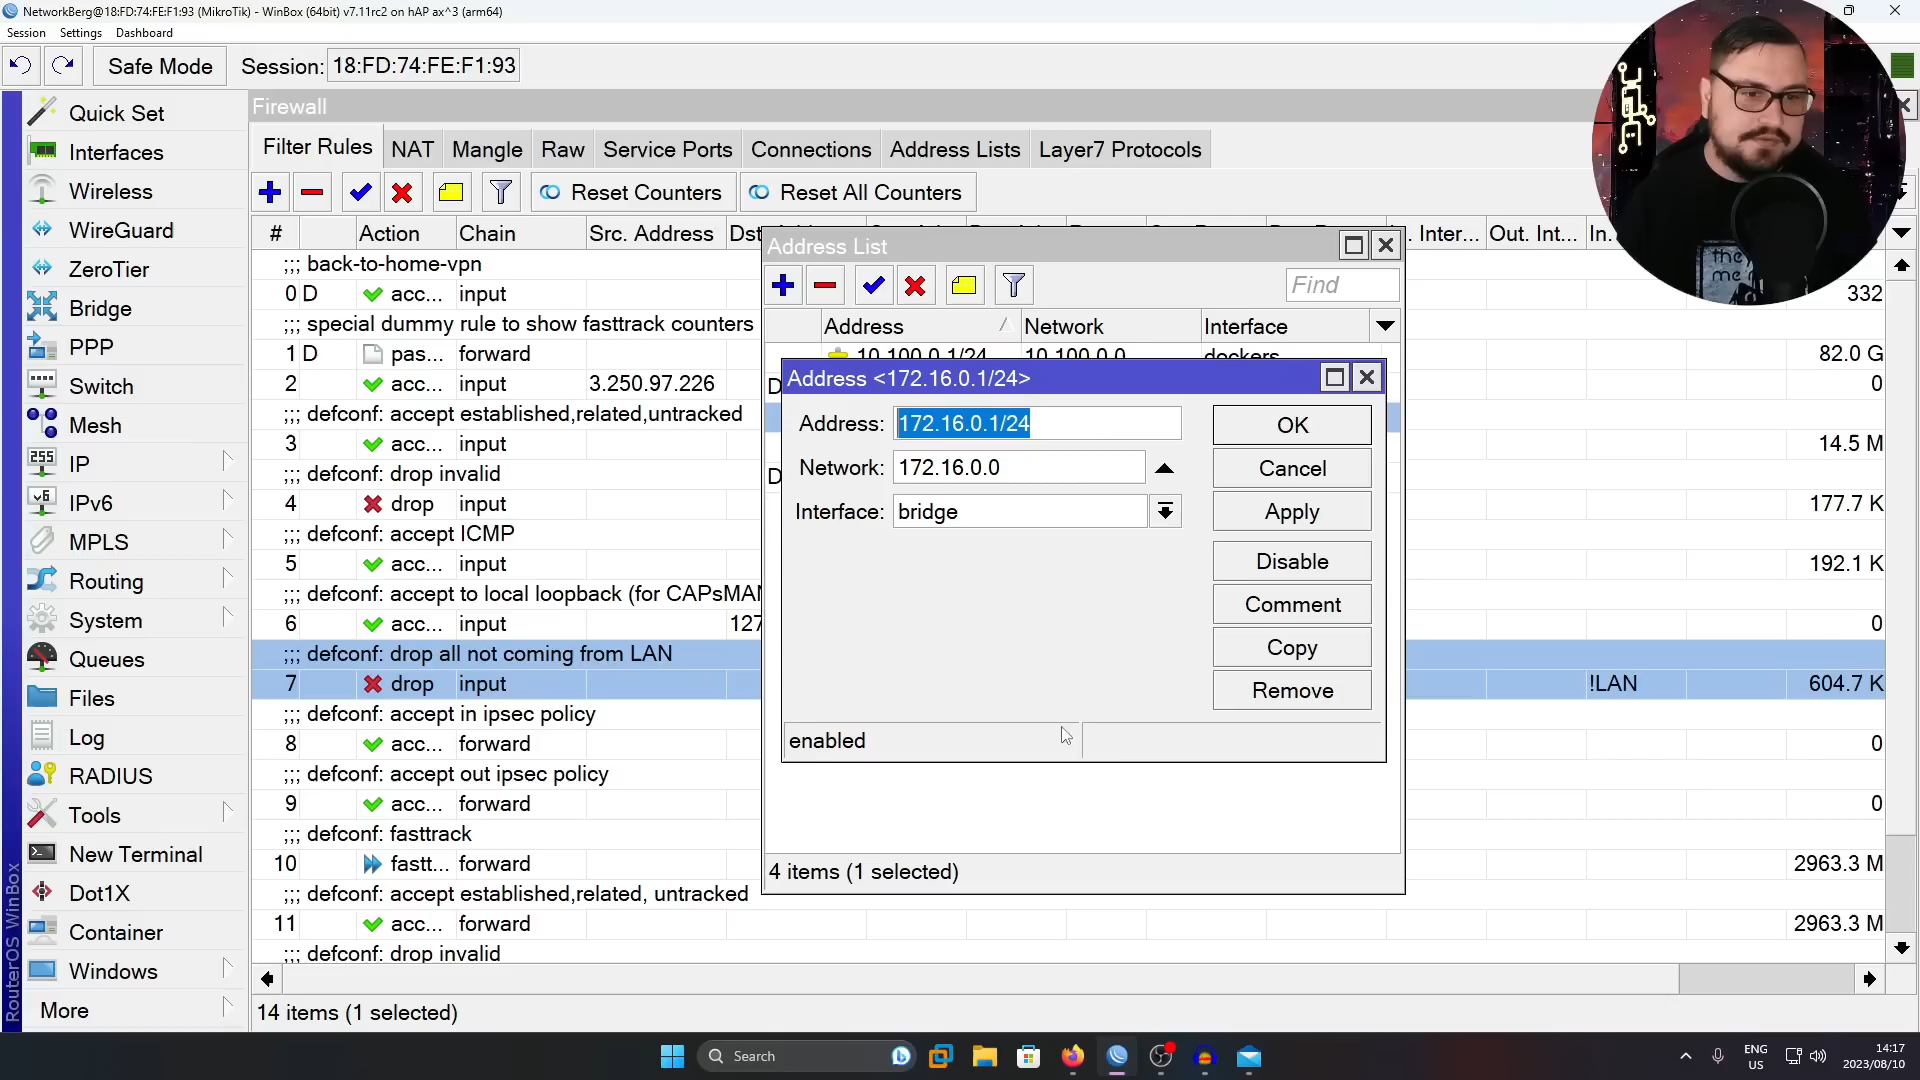 NetworkBerg@18:FD:74:FE:F1:93 (MikroTik) - WinBox (64bit) v7.11rc2 on hAP ax^3 (arm64)
Session Settings Dashboard
Safe Mode Session: 18:FD:74:FE:F1:93
Quick Set
Interfaces
Wireless
WireGuard
ZeroTier
Bridge
PPP
Switch
Mesh
IP
IPv6
MPLS
Routing
System
Queues
Files
Log
RADIUS
Tools
New Terminal
Dot1X
Container
Windows
More
RouterOS WinBox
Firewall
Filter Rules NAT Mangle Raw Service Ports Connections Address Lists Layer7 Protocols
Reset Counters Reset All Counters
# Action Chain Src. Address Dst Inter... Out. Int... In.
;;; back-to-home-vpn
0 D acc... input 332
;;; special dummy rule to show fasttrack counters
1 D pas... forward 82.0 G
2 acc... input 3.250.97.226 0
;;; defconf: accept established,related,untracked
3 acc... input 14.5 M
;;; defconf: drop invalid
4 drop input 177.7 K
;;; defconf: accept ICMP
5 acc... input 192.1 K
;;; defconf: accept to local loopback (for CAPsMAN
6 acc... input 127 0
;;; defconf: drop all not coming from LAN
7 drop input !LAN 604.7 K
;;; defconf: accept in ipsec policy
8 acc... forward 0
;;; defconf: accept out ipsec policy
9 acc... forward 0
;;; defconf: fasttrack
10 fastt... forward 2963.3 M
;;; defconf: accept established,related, untracked
11 acc... forward 2963.3 M
;;; defconf: drop invalid
14 items (1 selected)
Address List
Find
Address Network Interface
10.100.0.1/24 10.100.0.0 dockers
D
D
Address <172.16.0.1/24>
Address: 172.16.0.1/24
Network: 172.16.0.0
Interface: bridge
OK
Cancel
Apply
Disable
Comment
Copy
Remove
enabled
4 items (1 selected)
Search
ENG
US
14:17
2023/08/10